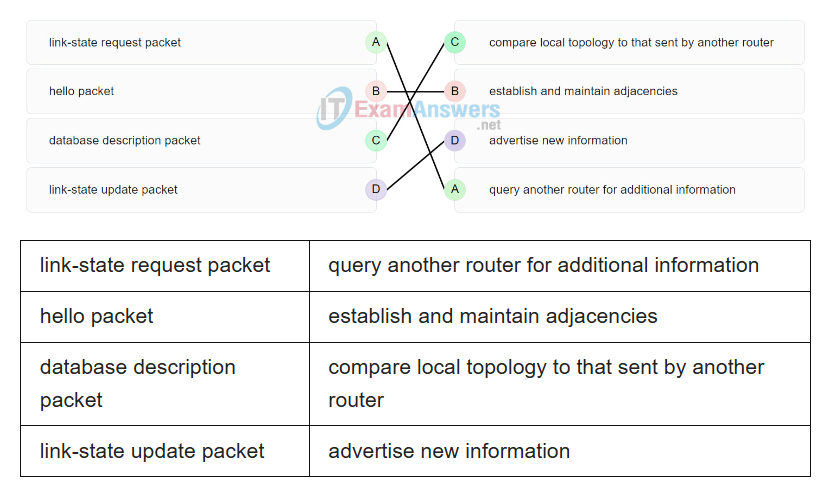 link-state request packet A C compare local topology to that sent by another router
hello packet B B establish and maintain adjacencies
ITExamAnswers
.net
database description packet C D advertise new information
link-state update packet D A query another router for additional information
link-state request packet query another router for additional information
hello packet establish and maintain adjacencies
database description compare local topology to that sent by another
packet router
link-state update packet advertise new information